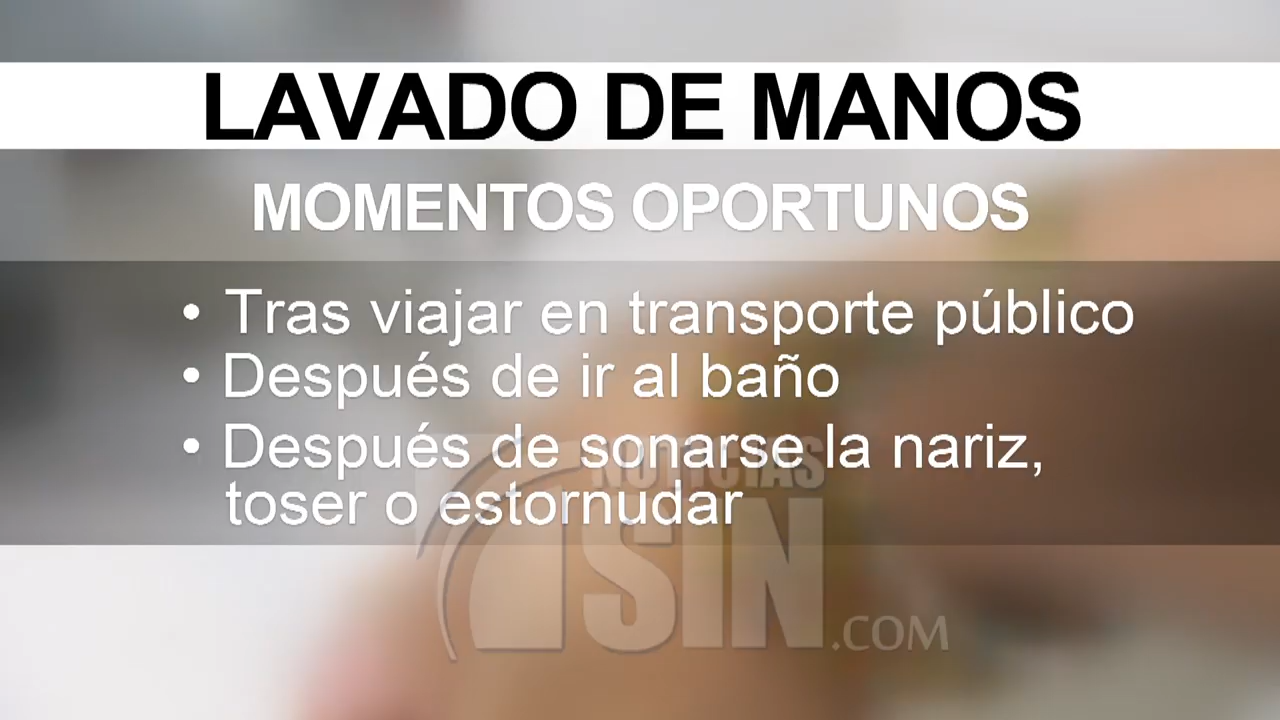 LAVADO DE MANOS
MOMENTOS OPORTUNOS
• Tras viajar en transporte público
• Después de ir al baño
• Después de sonarse la nariz,
toser o estornudar
NOTICIAS
SIN.COM